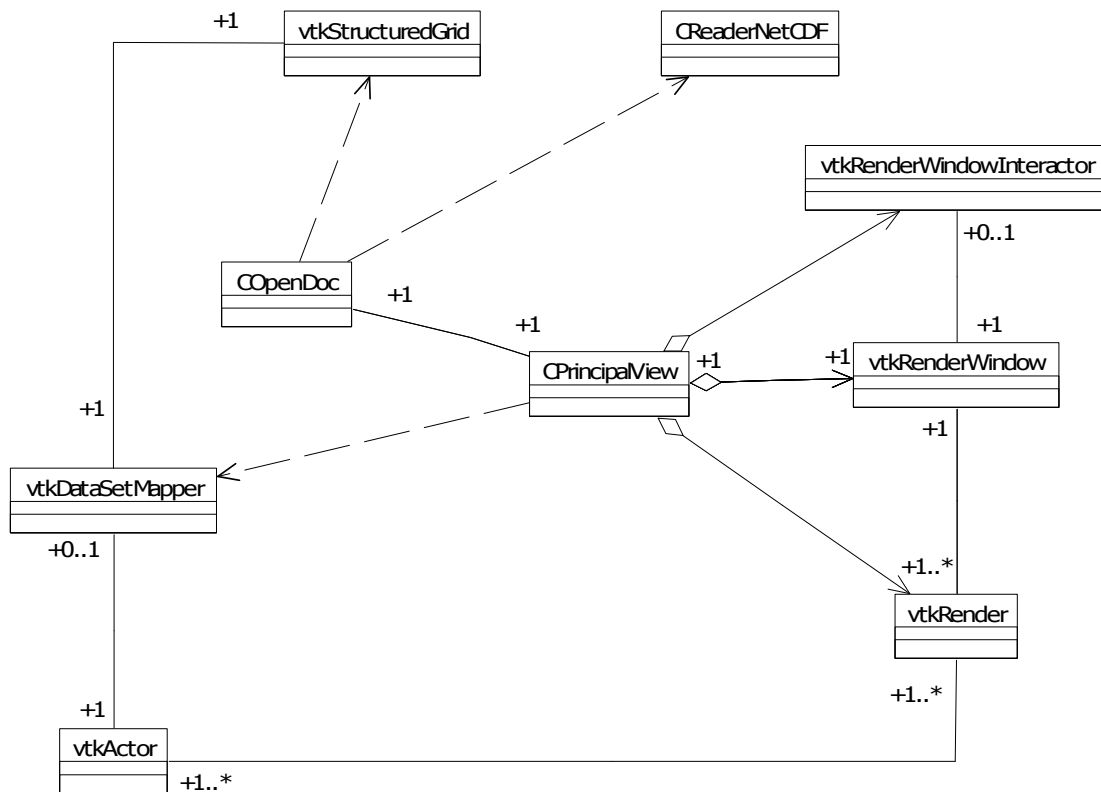 +1
vtkStructuredGrid
CReaderNetCDF
vtkRenderWindowInteractor
+0..1
COpenDoc
+1
+1
+1
CPrincipalView
+1
+1
vtkRenderWindow
+1
+1
vtkDataSetMapper
+0..1
+1..*
vtkRender
+1..*
+1
vtkActor
+1..*